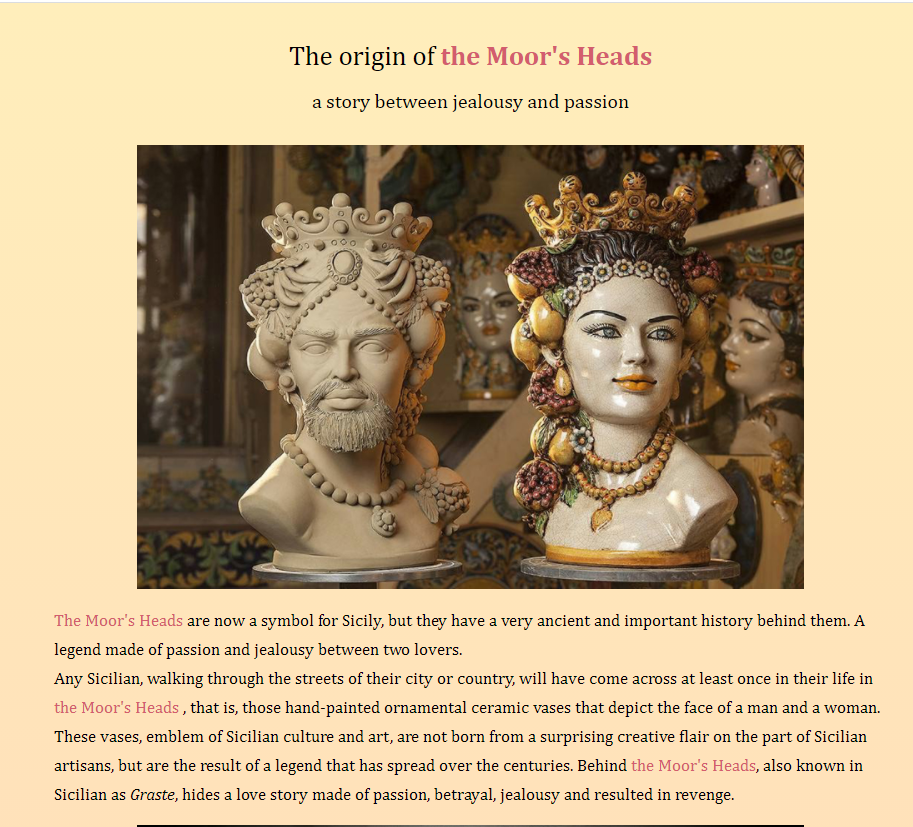 The origin of the Moor's Heads
a story between jealousy and passion
The Moor's Heads are now a symbol for Sicily, but they have a very ancient and important history behind them. A
legend made of passion and jealousy between two lovers.
Any Sicilian, walking through the streets of their city or country, will have come across at least once in their life in
the Moor's Heads , that is, those hand-painted ornamental ceramic vases that depict the face of a man and a woman.
These vases, emblem of Sicilian culture and art, are not born from a surprising creative flair on the part of Sicilian
artisans, but are the result of a legend that has spread over the centuries. Behind the Moor's Heads, also known in
Sicilian as Graste, hides a love story made of passion, betrayal, jealousy and resulted in revenge.